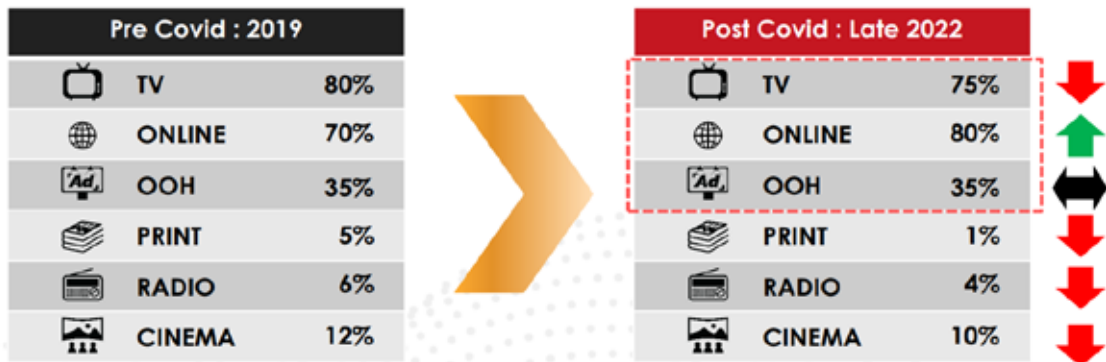 Pre Covid : 2019
TV 80%
ONLINE 70%
OOH 35%
PRINT 5%
RADIO 6%
CINEMA 12%
Post Covid : Late 2022
TV 75%
ONLINE 80%
Ad OOH 35%
PRINT 1%
RADIO 4%
CINEMA 10%